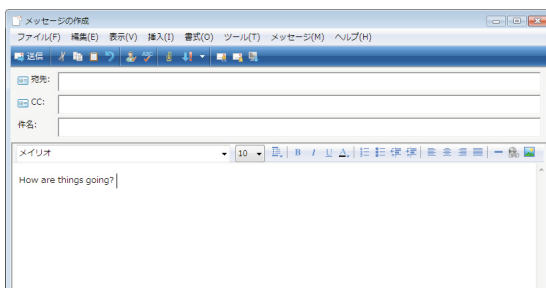 メッセージの作成
ファイル(F) 編集(E) 表示(V) 挿入(I) 書式(O) ツール(T) メッセージ(M) ヘルプ(H)
送信
宛先:
CC:
件名:
メイリオ 10 B I U A
How are things going?